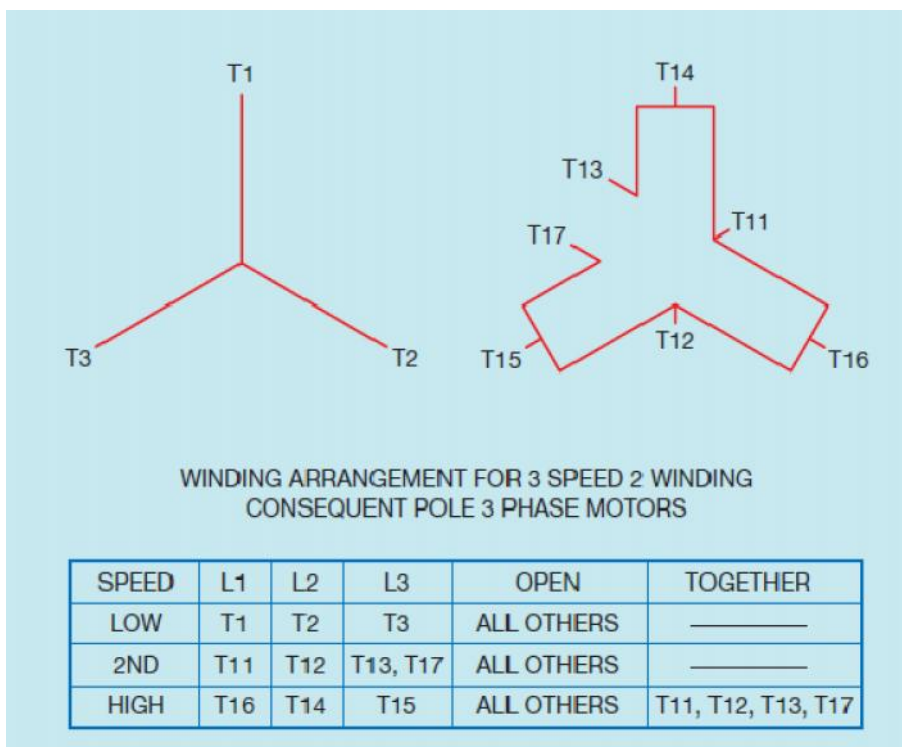 T1
T14
T13
T11
T17
T3
T2
T15
T12
T16
WINDING ARRANGEMENT FOR 3 SPEED 2 WINDING
CONSEQUENT POLE 3 PHASE MOTORS
SPEED L1 L2 L3 OPEN TOGETHER
LOW T1 T2 T3 ALL OTHERS ———
2ND T11 T12 T13, T17 ALL OTHERS ———
HIGH T16 T14 T15 ALL OTHERS T11, T12, T13, T17